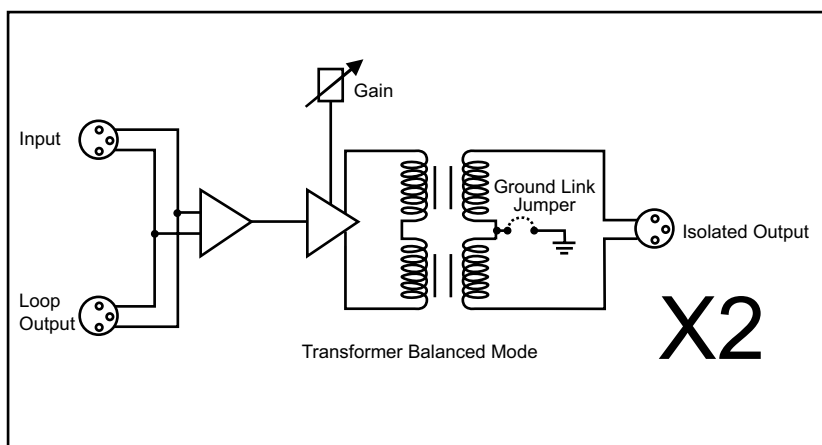 Gain
Input
Ground Link
Jumper
Isolated Output
Loop
Output
Transformer Balanced Mode
X2